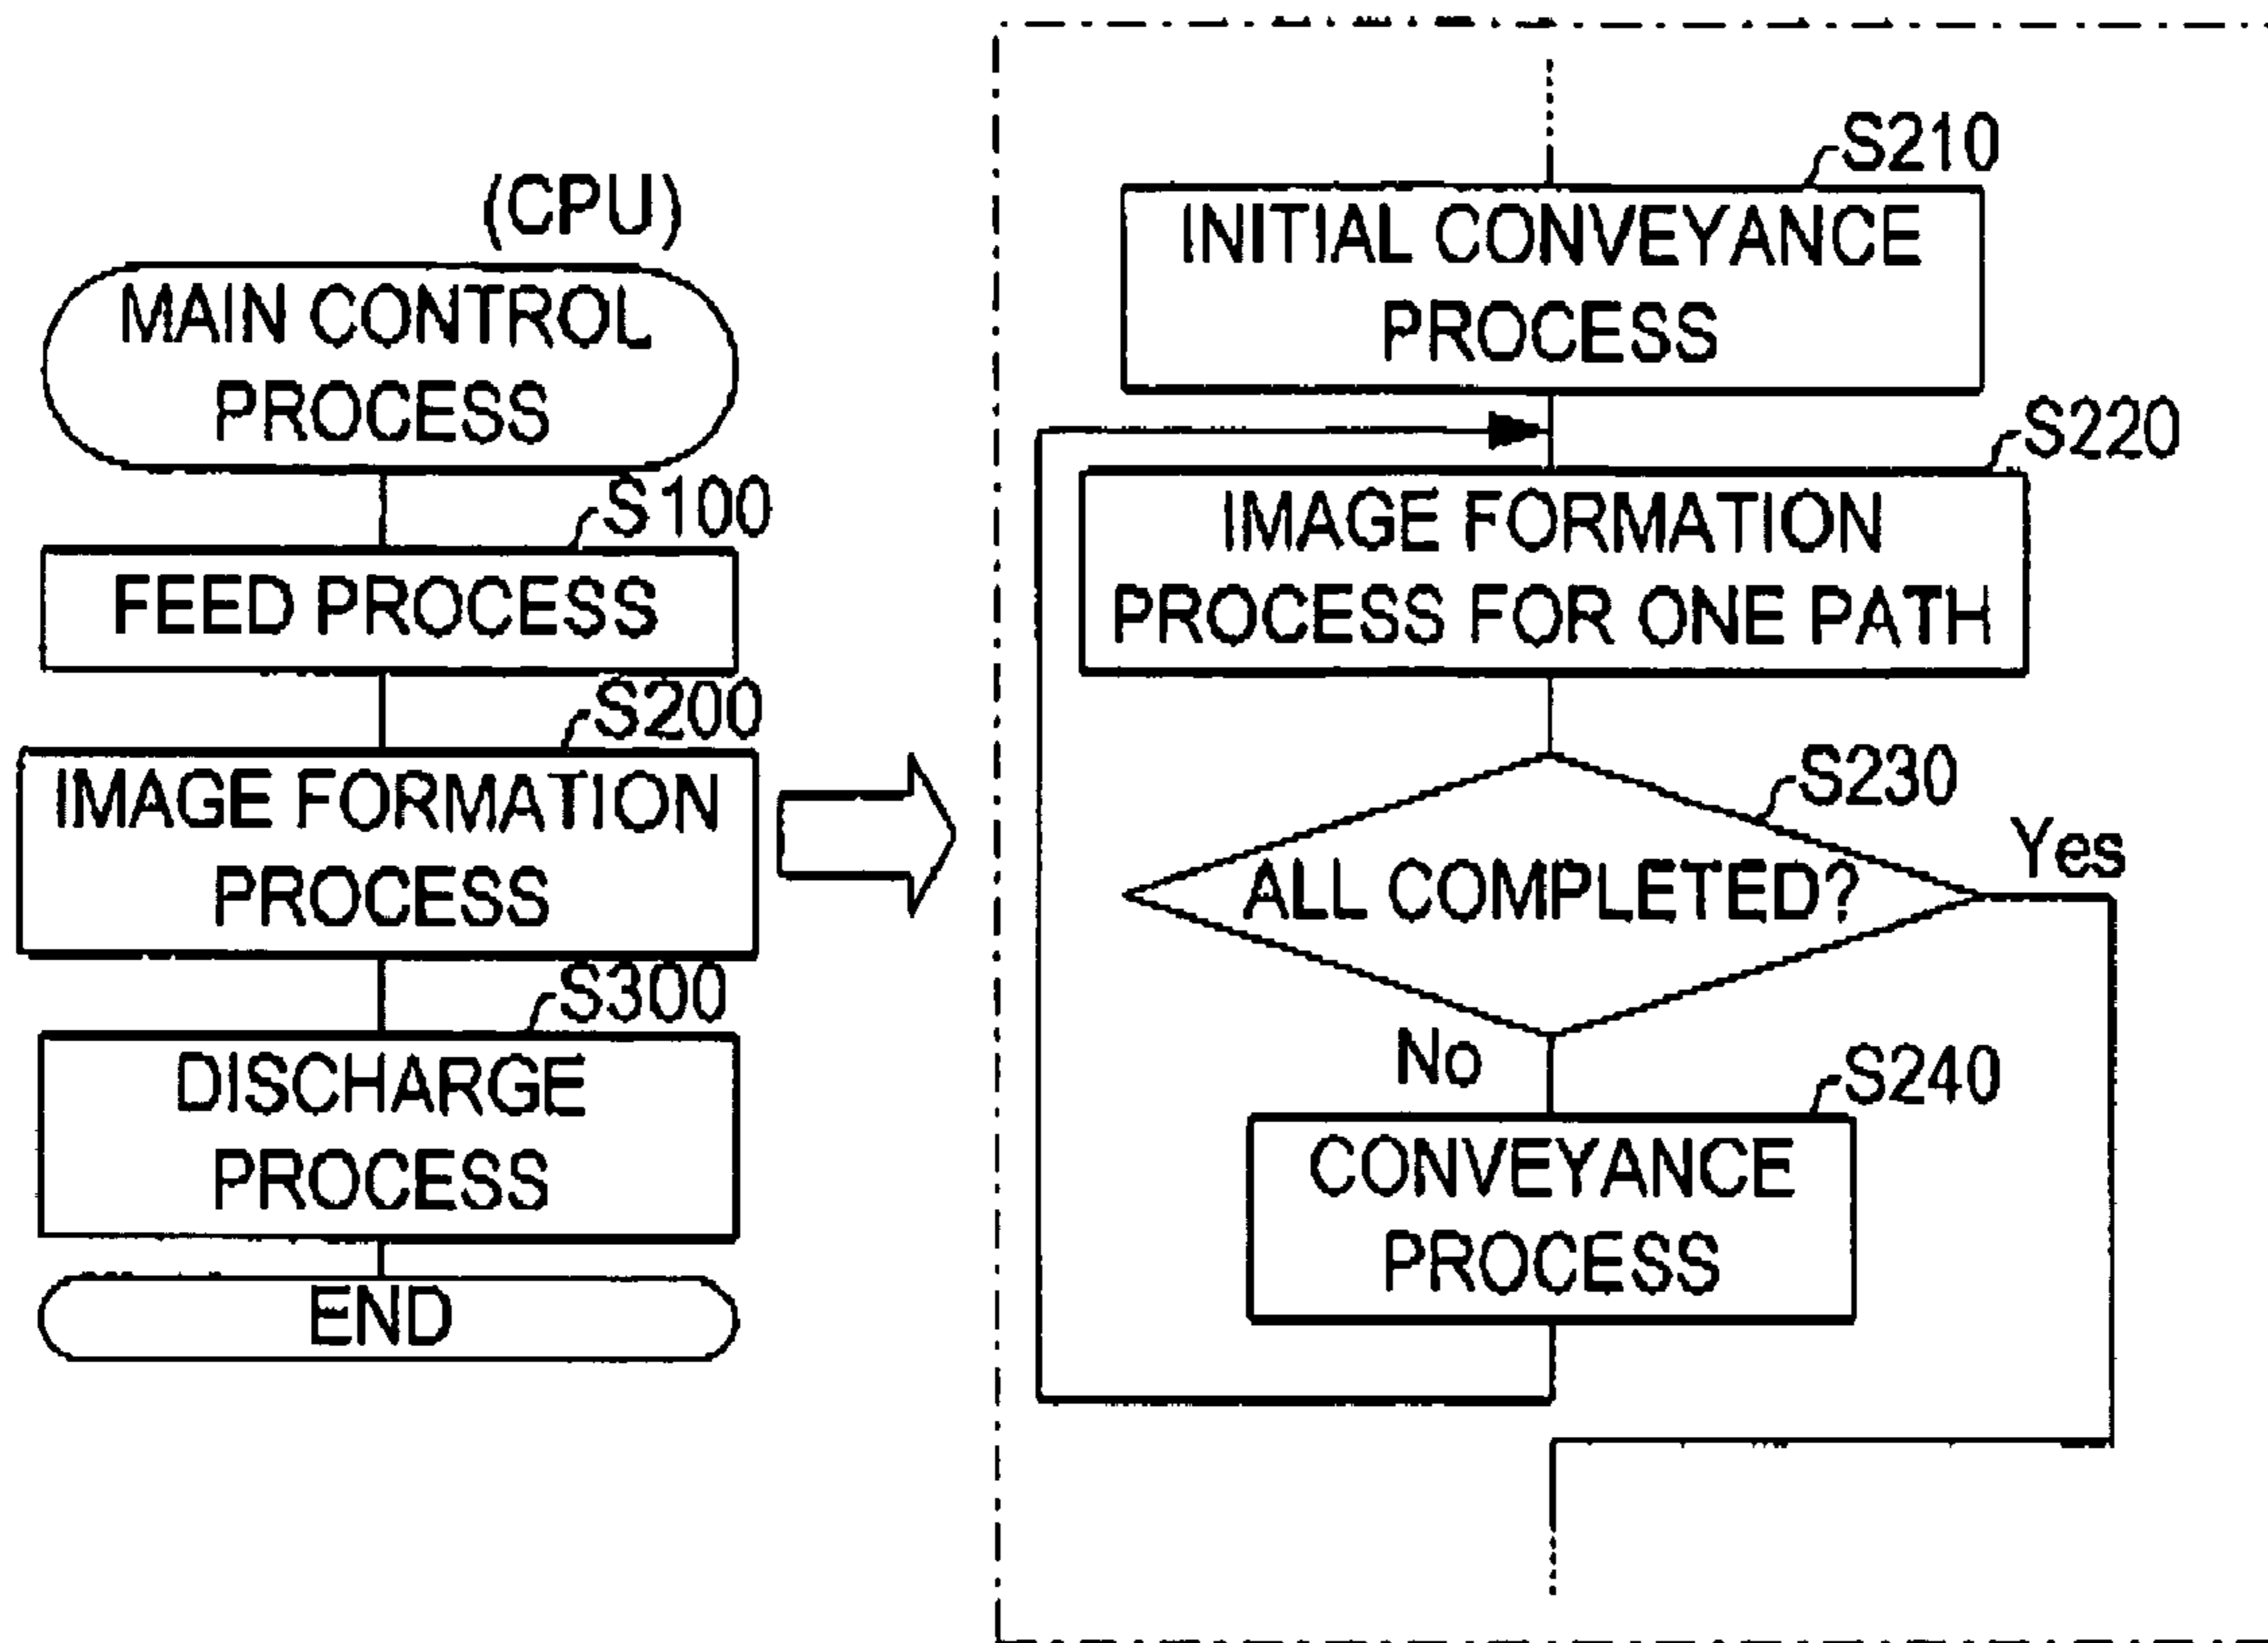 (CPU)
MAIN CONTROL
PROCESS
S100
FEED PROCESS
S200
IMAGE FORMATION
PROCESS
S300
DISCHARGE
PROCESS
END
S210
INITIAL CONVEYANCE
PROCESS
S220
IMAGE FORMATION
PROCESS FOR ONE PATH
S230
ALL COMPLETED?
Yes
No
S240
CONVEYANCE
PROCESS